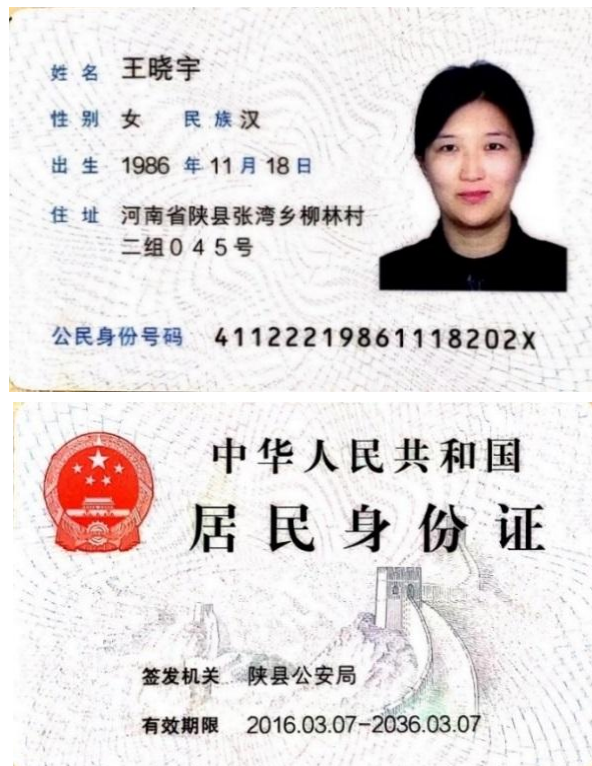 姓名 王晓宇
性别 女 民族 汉
出生 1986 年 11 月 18 日
住址 河南省陕县张湾乡柳林村
二组０４５号
公民身份号码 41122219861118202X
中华人民共和国
居民身份证
签发机关 陕县公安局
有效期限 2016.03.07-2036.03.07